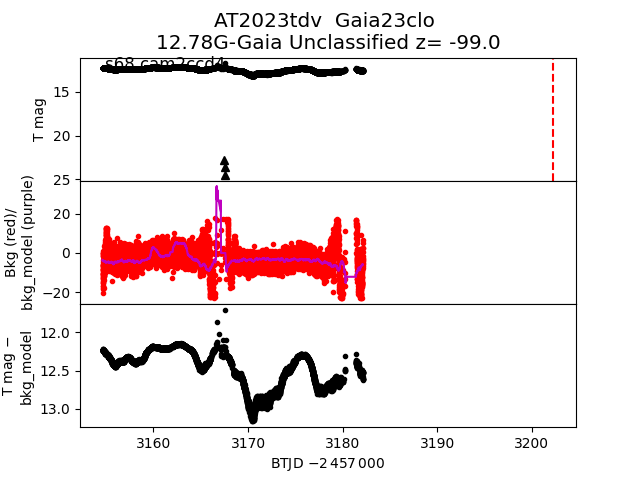 AT2023tdv  Gaia23clo
12.78G-Gaia Unclassified z= -99.0
s68 cam2ccd4
T mag
15
20
25
Bkg (red)/
bkg_model (purple)
20
0
−20
T mag −
bkg_model
12.0
12.5
13.0
3160 3170 3180 3190 3200
BTJD −2 457 000